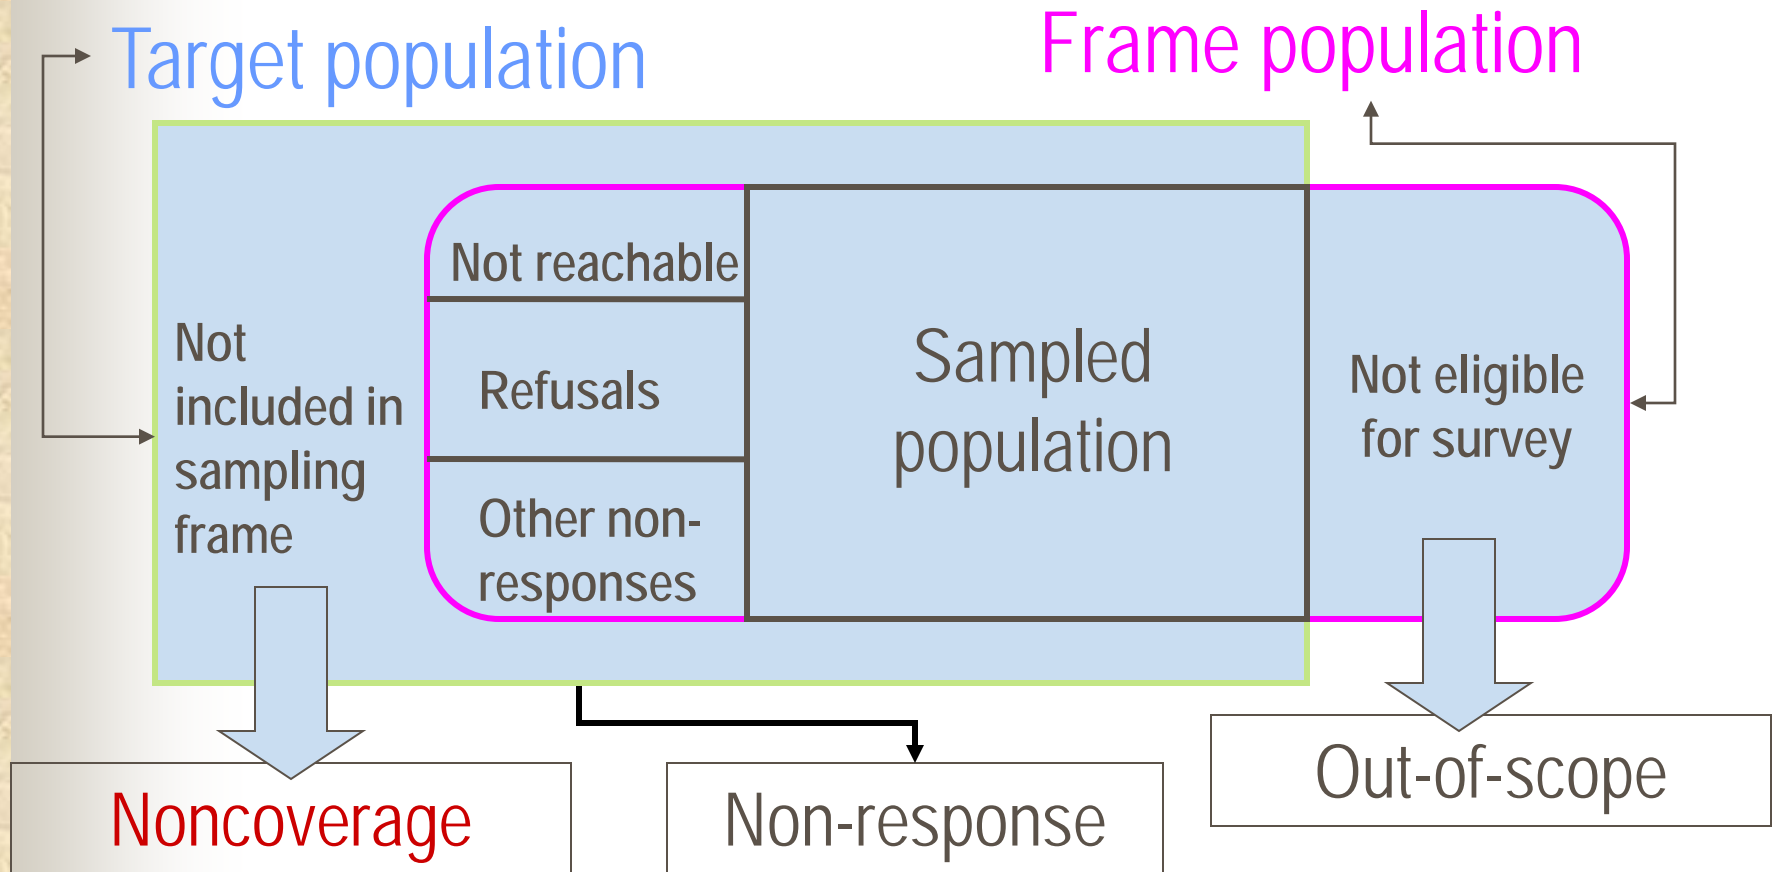 Target population
Frame population
Not reachable
Not
included in
sampling
frame
Refusals
Other non-
responses
Sampled
population
Not eligible
for survey
Noncoverage
Non-response
Out-of-scope